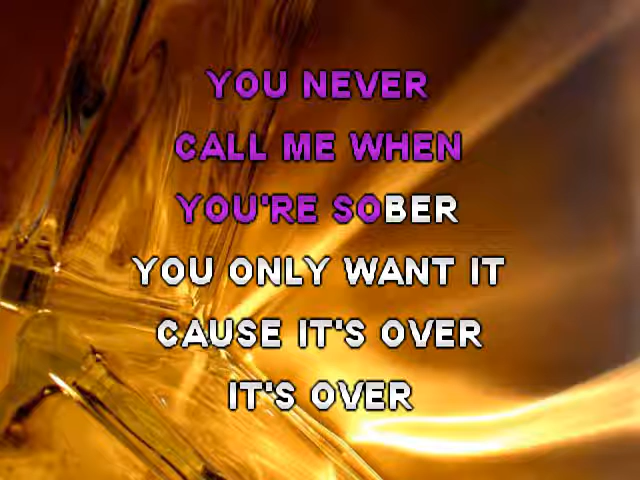 YOU NEVER
CALL ME WHEN
YOU'RE SOBER
YOU ONLY WANT IT
CAUSE IT'S OVER
IT'S OVER